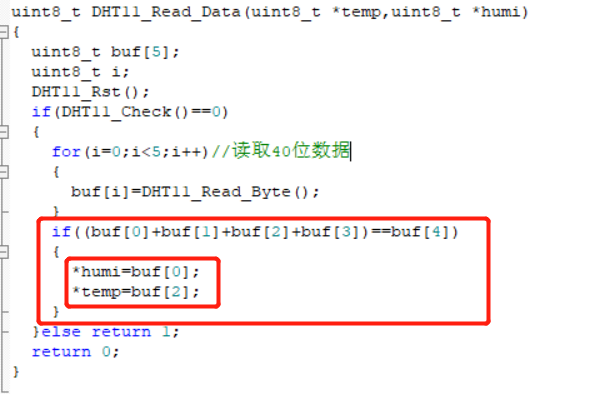 uint8_t DHT11_Read_Data(uint8_t *temp,uint8_t *humi)
{
uint8_t buf[5];
uint8_t i;
DHT11_Rst();
if(DHT11_Check()==0)
{
for(i=0;i<5;i++)//读取40位数据
{
buf[i]=DHT11_Read_Byte();
}
if((buf[0]+buf[1]+buf[2]+buf[3])==buf[4])
{
*humi=buf[0];
*temp=buf[2];
}
}else return 1;
return 0;
}